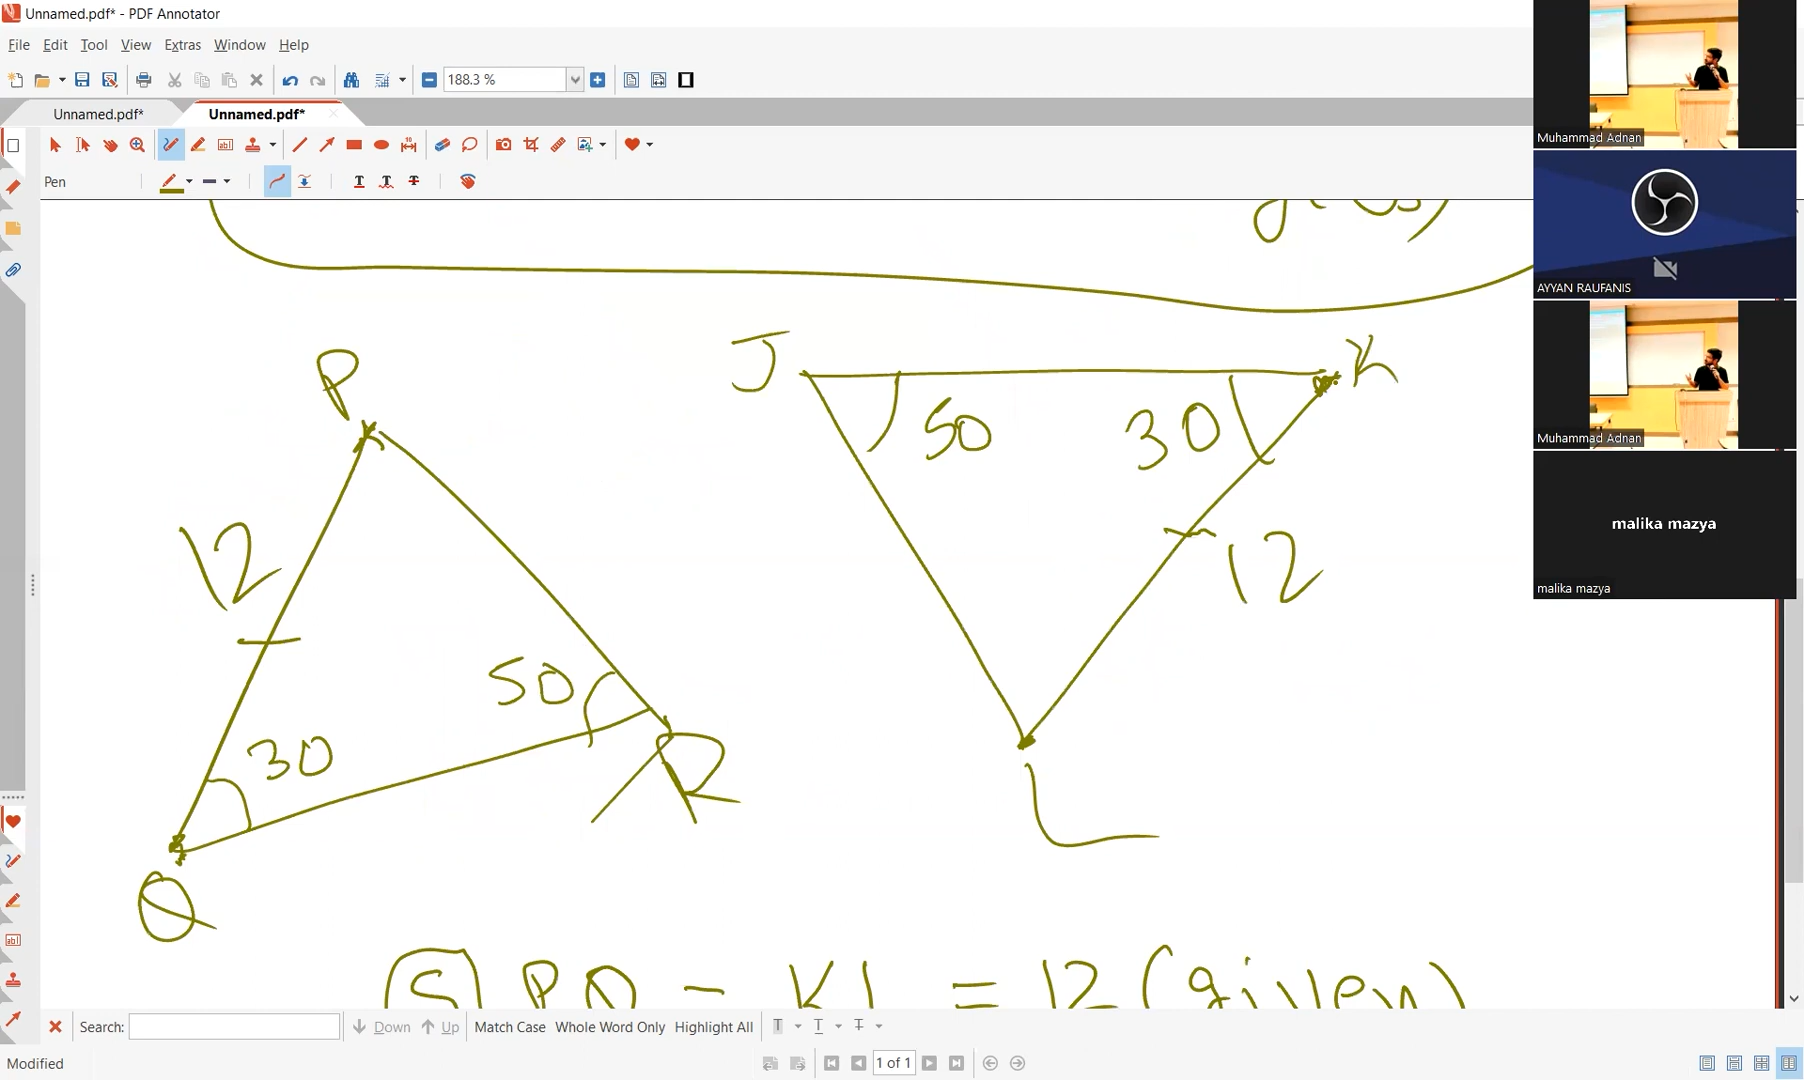 Unnamed.pdf* - PDF Annotator
File Edit Tool View Extras Window Help
188.3 %
Unnamed.pdf* Unnamed.pdf*
Pen
J K
P
50 30
12
12
50
30
R
L
Q
S PQ = KL = 12 (given)
Search: Down Up Match Case Whole Word Only Highlight All
1 of 1
Modified
Muhammad Adnan
AYYAN RAUFANIS
Muhammad Adnan
malika mazya
malika mazya